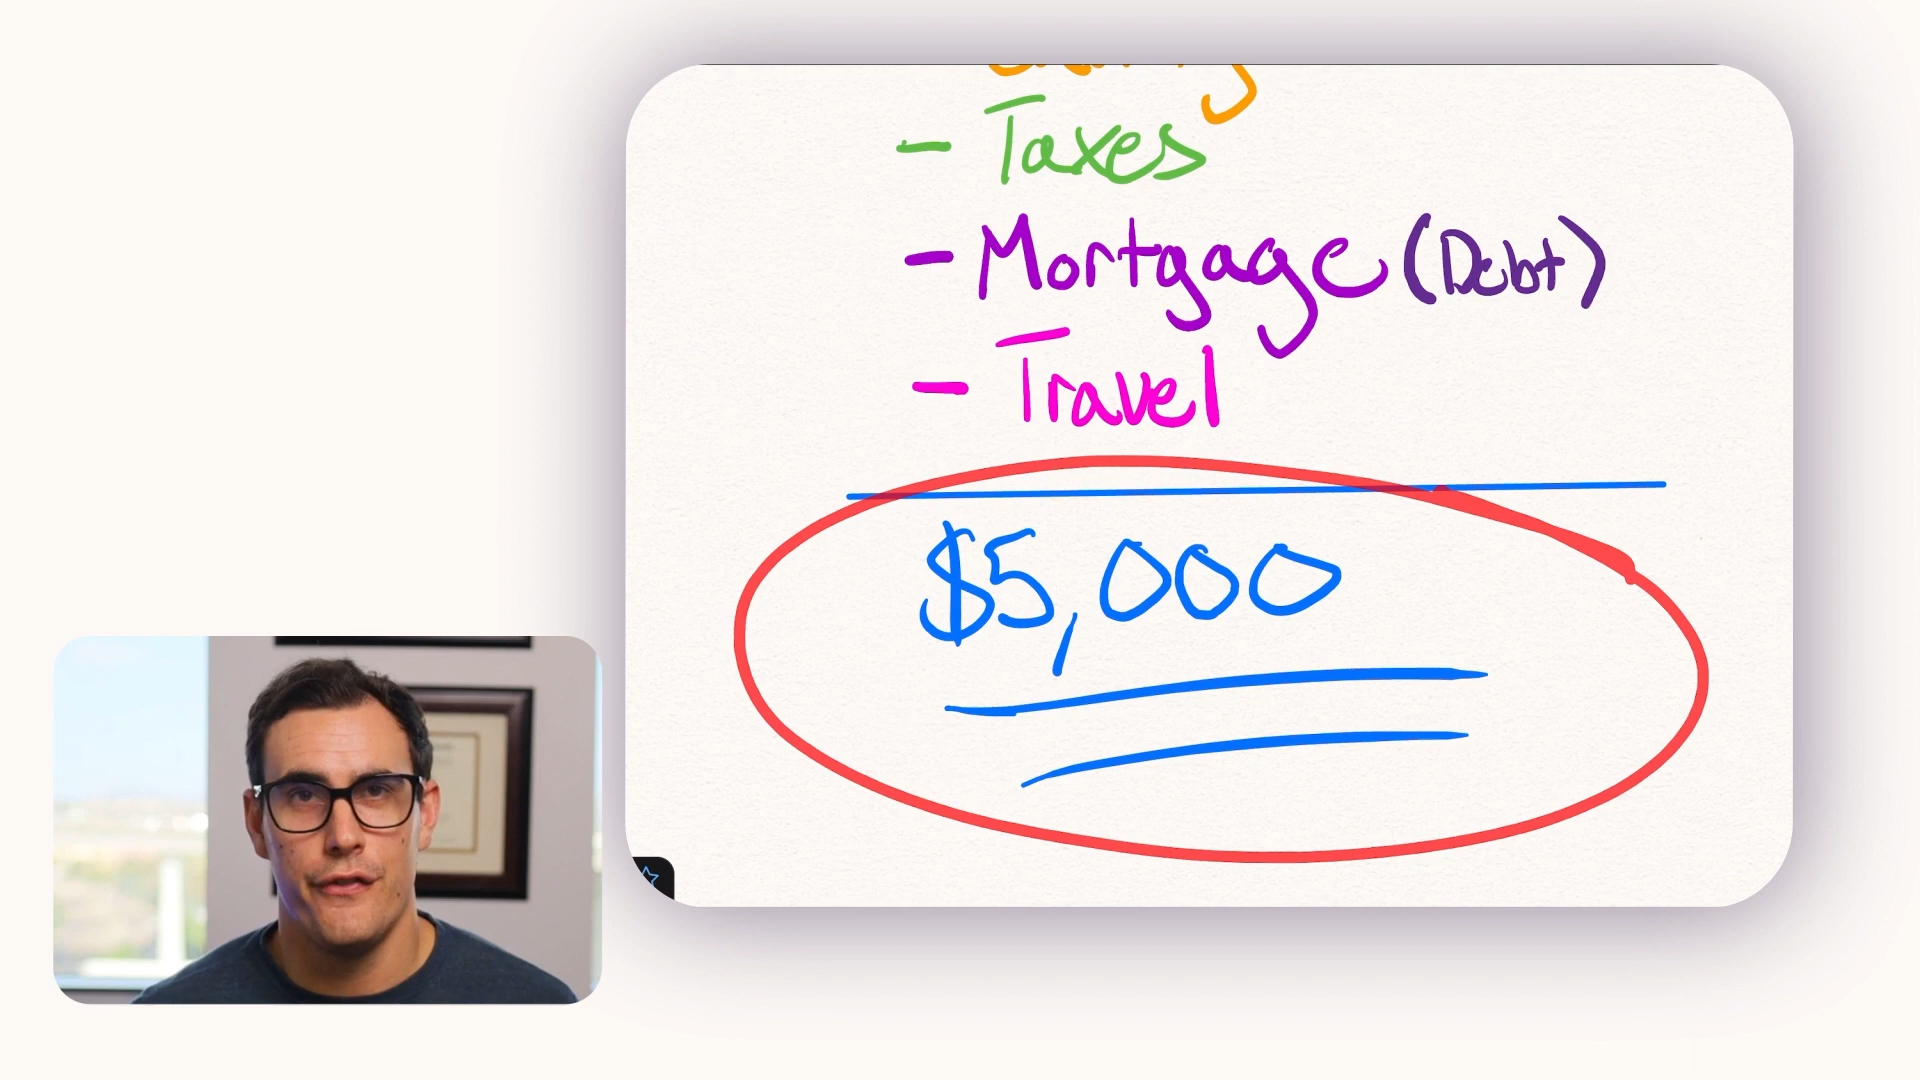 - Taxes
- Mortgage (Debt)
- Travel
$5,000